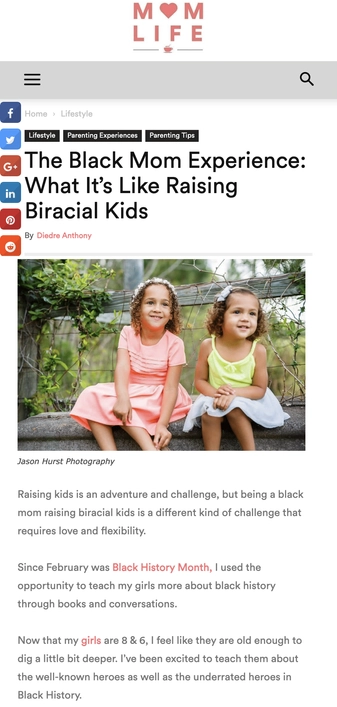 MOM
LIFE
Home › Lifestyle
Lifestyle Parenting Experiences Parenting Tips
The Black Mom Experience:
What It’s Like Raising
Biracial Kids
By Diedre Anthony
Jason Hurst Photography
Raising kids is an adventure and challenge, but being a black
mom raising biracial kids is a different kind of challenge that
requires love and flexibility.
Since February was Black History Month, I used the
opportunity to teach my girls more about black history
through books and conversations.
Now that my girls are 8 & 6, I feel like they are old enough to
dig a little bit deeper. I’ve been excited to teach them about
the well-known heroes as well as the underrated heroes in
Black History.